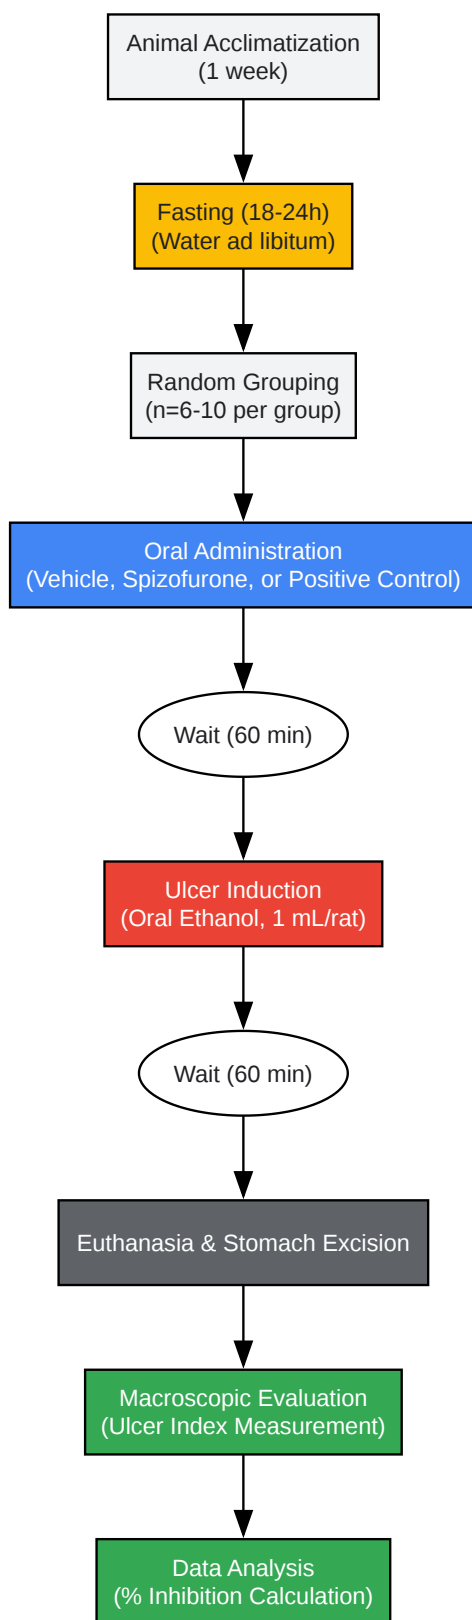 Animal Acclimatization
(1 week)
Fasting (18-24h)
(Water ad libitum)
Random Grouping
(n=6-10 per group)
Oral Administration
(Vehicle, Spizofurone, or Positive Control)
Wait (60 min)
Ulcer Induction
(Oral Ethanol, 1 mL/rat)
Wait (60 min)
Euthanasia & Stomach Excision
Macroscopic Evaluation
(Ulcer Index Measurement)
Data Analysis
(% Inhibition Calculation)